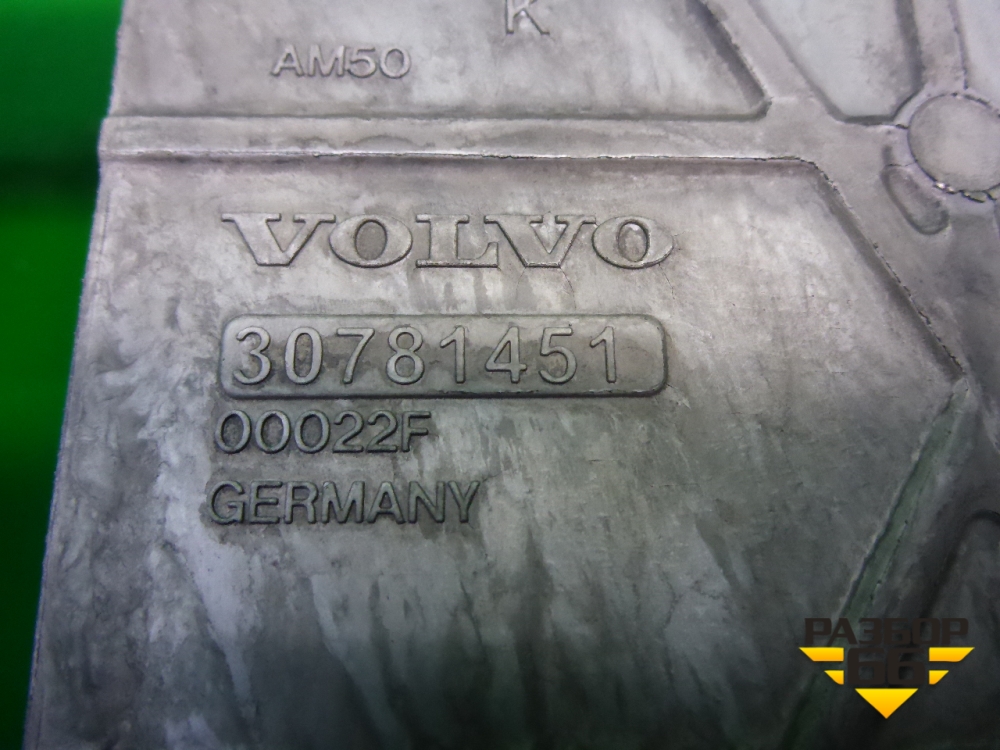 K
AM50
VOLVO
30781451
00022F
GERMANY
РАЗБОР
66